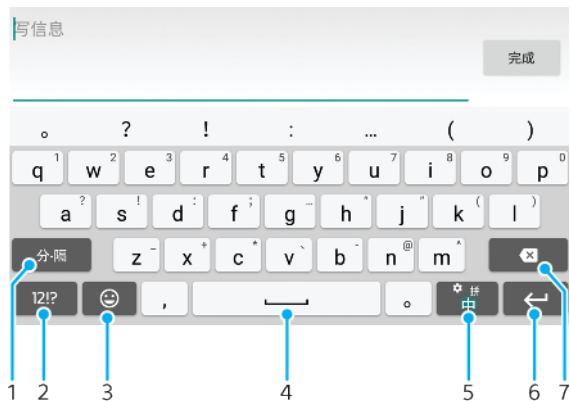 写信息
完成
。 ? ! : ... ( )
q 1 w 2 e 3 r 4 t 5 y 6 u 7 i 8 o 9 p 0
a ? s ! d : f ; g ... h " j " k ( l )
分-隔 z - x + c * v ` b - n @ m ^
12!? , 。 拼 中
1 2 3 4 5 6 7